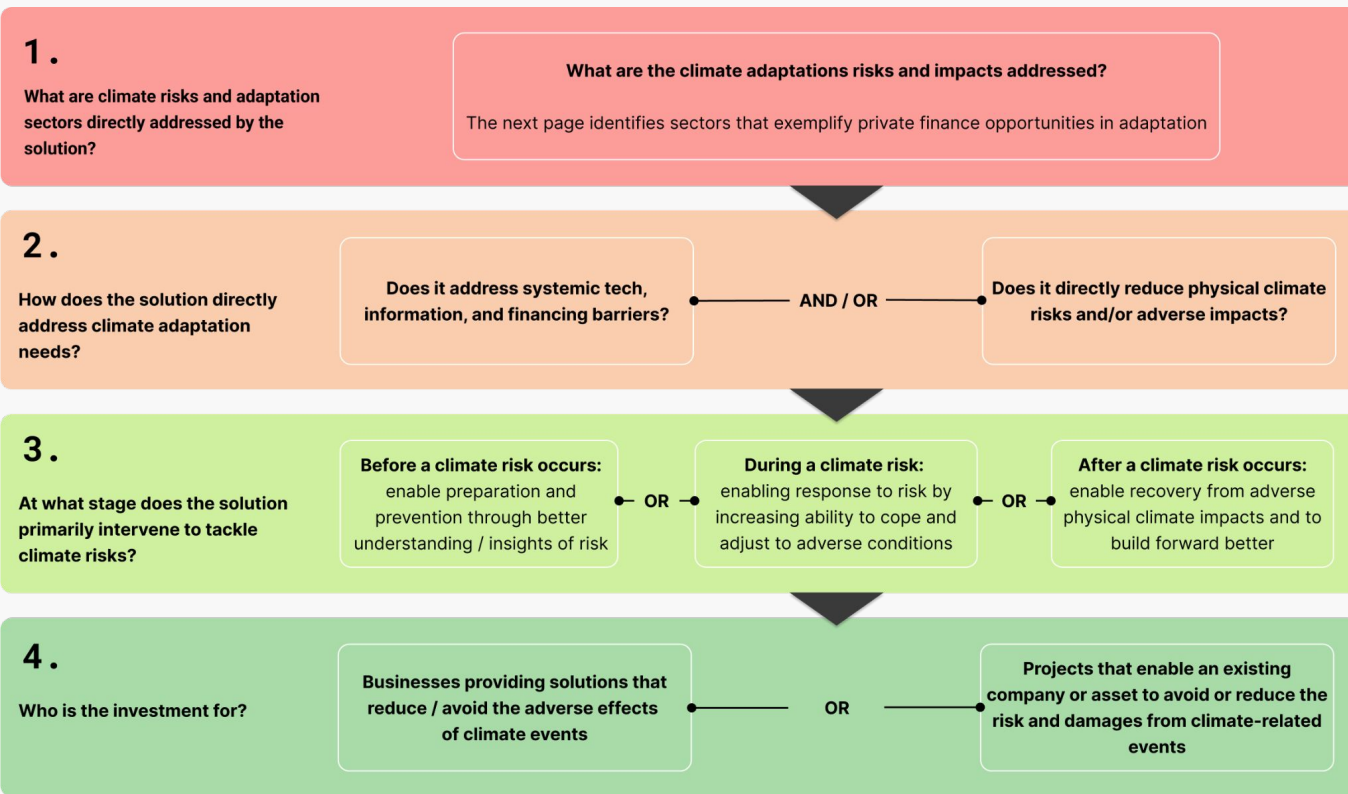 1.
What are climate risks and adaptation
sectors directly addressed by the
solution?
What are the climate adaptations risks and impacts addressed?
The next page identifies sectors that exemplify private finance opportunities in adaptation
2.
How does the solution directly
address climate adaptation
needs?
Does it address systemic tech,
information, and financing barriers?
AND / OR
Does it directly reduce physical climate
risks and/or adverse impacts?
3.
At what stage does the solution
primarily intervene to tackle
climate risks?
Before a climate risk occurs:
enable preparation and
prevention through better
understanding / insights of risk
OR
During a climate risk:
enabling response to risk by
increasing ability to cope and
adjust to adverse conditions
OR
After a climate risk occurs:
enable recovery from adverse
physical climate impacts and to
build forward better
4.
Who is the investment for?
Businesses providing solutions that
reduce / avoid the adverse effects
of climate events
OR
Projects that enable an existing
company or asset to avoid or reduce the
risk and damages from climate-related
events